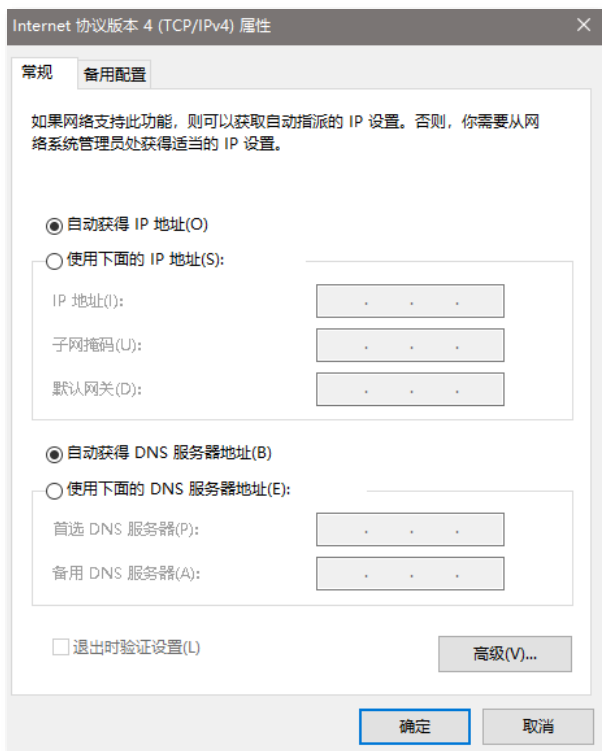 Internet 协议版本 4 (TCP/IPv4) 属性
常规
备用配置
如果网络支持此功能，则可以获取自动指派的 IP 设置。否则，你需要从网
络系统管理员处获得适当的 IP 设置。
自动获得 IP 地址(O)
使用下面的 IP 地址(S):
IP 地址(I):
子网掩码(U):
默认网关(D):
自动获得 DNS 服务器地址(B)
使用下面的 DNS 服务器地址(E):
首选 DNS 服务器(P):
备用 DNS 服务器(A):
退出时验证设置(L)
高级(V)...
确定
取消